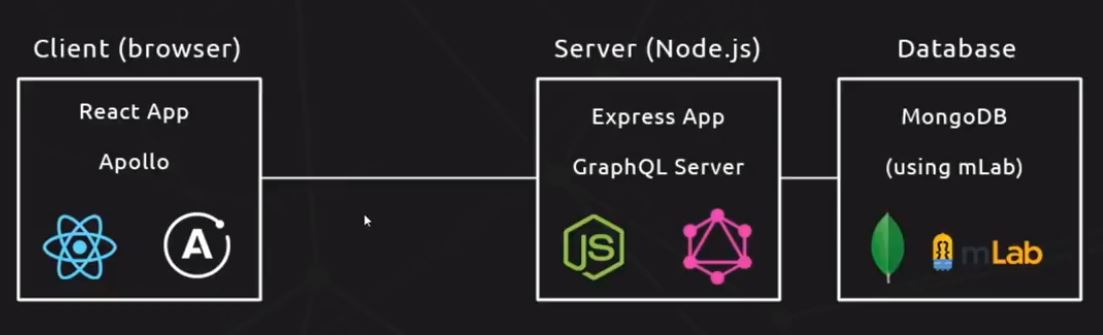 Client (browser)
React App
Apollo
A
Server (Node.js)
Express App
GraphQL Server
JS
Database
MongoDB
(using mLab)
mLab